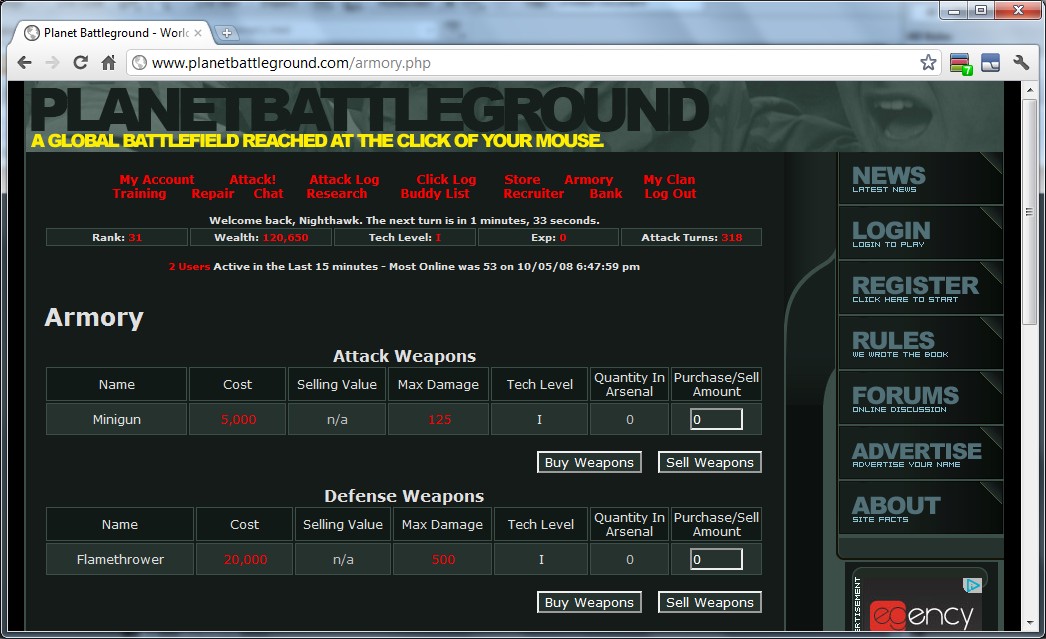 Planet Battleground - Worl
www.planetbattleground.com/armory.php
7
PLANETBATTLEGROUND
A GLOBAL BATTLEFIELD REACHED AT THE CLICK OF YOUR MOUSE.
My Account Attack! Attack Log Click Log Store Armory My Clan
Training Repair Chat Research Buddy List Recruiter Bank Log Out
Welcome back, Nighthawk. The next turn is in 1 minutes, 33 seconds.
Rank: 31 Wealth: 120,650 Tech Level: I Exp: 0 Attack Turns: 318
2 Users Active in the Last 15 minutes - Most Online was 53 on 10/05/08 6:47:59 pm
Armory
Attack Weapons
Name Cost Selling Value Max Damage Tech Level Quantity In Arsenal Purchase/Sell Amount
Minigun 5,000 n/a 125 I 0 0
Buy Weapons Sell Weapons
Defense Weapons
Name Cost Selling Value Max Damage Tech Level Quantity In Arsenal Purchase/Sell Amount
Flamethrower 20,000 n/a 500 I 0 0
Buy Weapons Sell Weapons
NEWS
LATEST NEWS
LOGIN
LOGIN TO PLAY
REGISTER
CLICK HERE TO START
RULES
WE WROTE THE BOOK
FORUMS
ONLINE DISCUSSION
ADVERTISE
ADVERTISE YOUR NAME
ABOUT
SITE FACTS
ERTISEMENT
egency